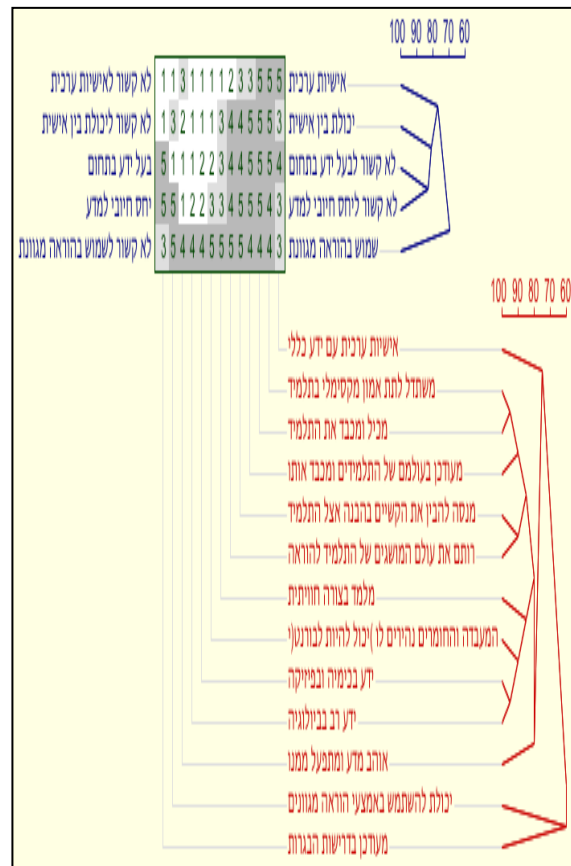 100 90 80 70 60
לא קשור לאישיות ערכית 1 1 3 1 1 1 1 2 3 3 5 5 5 אישיות ערכית
לא קשור ליכולת בין אישית 1 3 2 1 1 1 3 4 4 5 5 5 3 יכולת בין אישית
בעל ידע בתחום 5 1 1 1 2 2 3 4 4 5 5 5 4 לא קשור לבעל ידע בתחום
יחס חיובי למדע 5 5 1 2 2 3 3 4 5 5 5 4 3 לא קשור ליחס חיובי למדע
לא קשור לשמוש בהוראה מגוונת 3 5 4 4 4 5 5 5 5 4 4 4 3 שמוש בהוראה מגוונת
100 90 80 70 60
אישיות ערכית עם ידע כללי
משתדל לתת אמון מקסימלי בתלמיד
מכיל ומכבד את התלמיד
מעודכן בעולמם של התלמידים ומכבד אותו
מנסה להבין את הקשיים בהבנה אצל התלמיד
רותם את עולם המושגים של התלמיד להוראה
מלמד בצורה חוויתית
המעבדה והחומרים נהירים לו )יכול להיות לבורנט(י
ידע בכימיה ובפיזיקה
ידע רב בביולוגיה
אוהב מדע ומתפעל ממנו
יכולת להשתמש באמצעי הוראה מגוונים
מעודכן בדרישות הבגרות